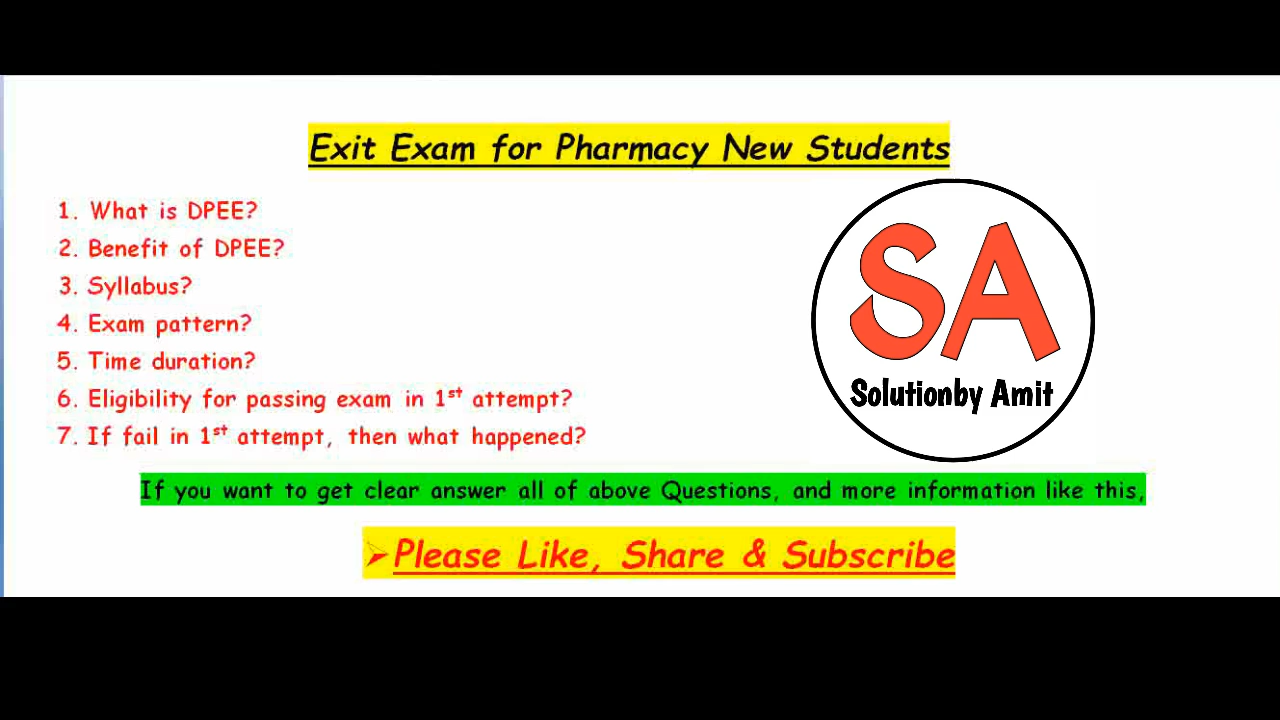 Exit Exam for Pharmacy New Students
1. What is DPEE?
2. Benefit of DPEE?
3. Syllabus?
4. Exam pattern?
5. Time duration?
6. Eligibility for passing exam in 1st attempt?
7. If fail in 1st attempt, then what happened?
SA
Solutionby Amit
If you want to get clear answer all of above Questions, and more information like this,
➢Please Like, Share & Subscribe